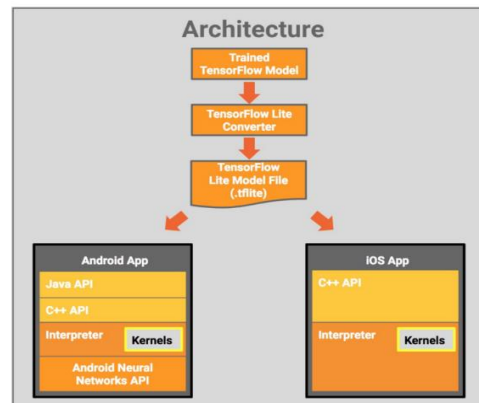 Architecture
Trained
TensorFlow Model
TensorFlow Lite
Converter
TensorFlow
Lite Model File
(.tflite)
Android App
Java API
C++ API
Interpreter
Kernels
Android Neural
Networks API
iOS App
C++ API
Interpreter
Kernels